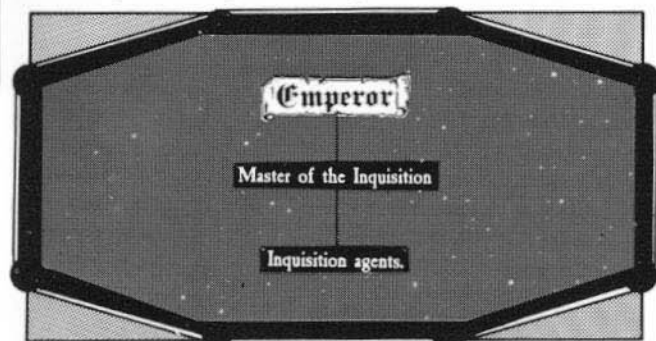 Emperor
Master of the Inquisition
Inquisition agents.